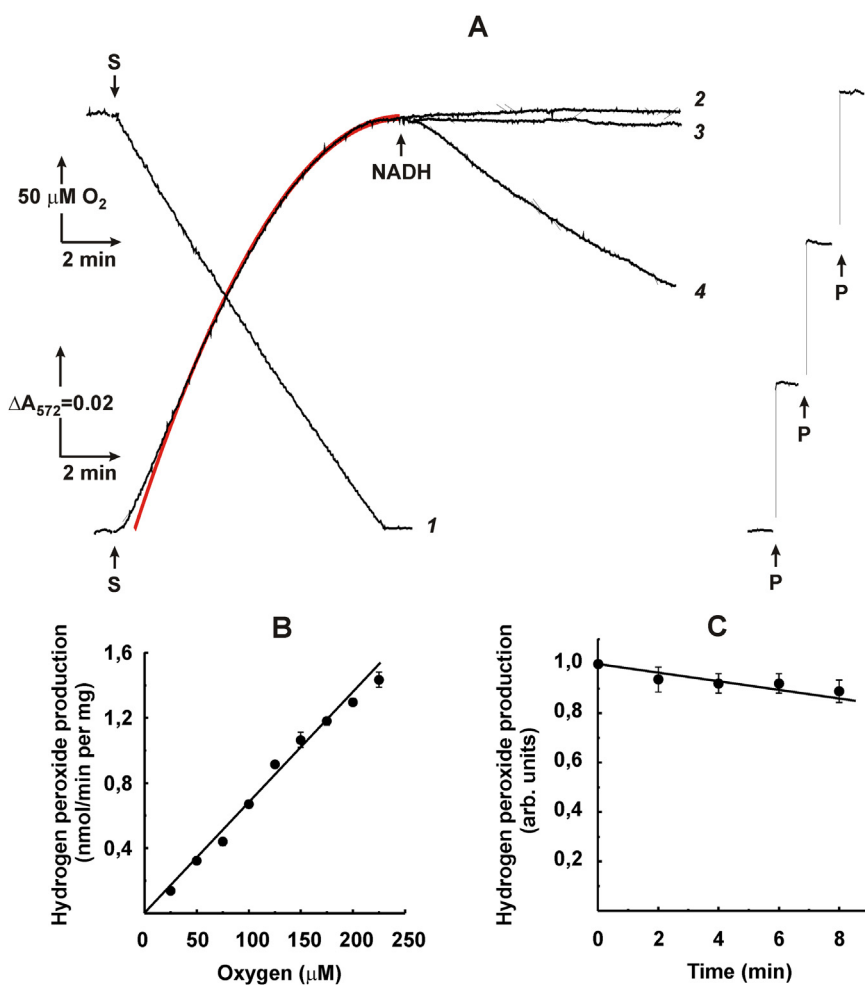 A
S
2
3
NADH
50 μM O₂
2 min
4
P
ΔA₅₇₂=0.02
P
2 min
1
S
P
B
C
Hydrogen peroxide production
(nmol/min per mg)
1,6
1,2
0,8
0,4
0 50 100 150 200 250
Oxygen (μM)
Hydrogen peroxide production
(arb. units)
1,0
0,8
0,6
0,4
0,2
0 2 4 6 8
Time (min)